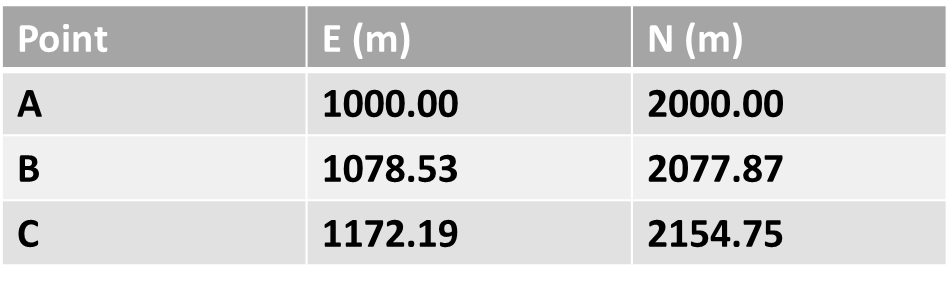 Point E (m) N (m)
A 1000.00 2000.00
B 1078.53 2077.87
C 1172.19 2154.75